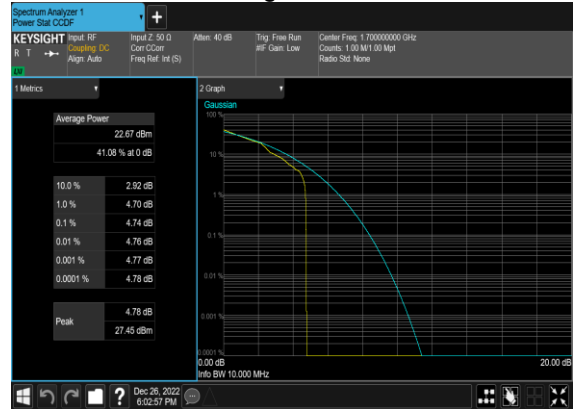 Spectrum Analyzer 1
Power Stat CCDF
KEYSIGHT
R T
LXI
Input: RF
Coupling: DC
Align: Auto
Input Z: 50 Ω
Corr CCorr
Freq Ref: Int (S)
Atten: 40 dB
Trig: Free Run
#IF Gain: Low
Center Freq: 1.700000000 GHz
Counts: 1.00 M/1.00 Mpt
Radio Std: None
1 Metrics
Average Power
22.67 dBm
41.08 % at 0 dB
10.0 % 2.92 dB
1.0 % 4.70 dB
0.1 % 4.74 dB
0.01 % 4.76 dB
0.001 % 4.77 dB
0.0001 % 4.78 dB
Peak
4.78 dB
27.45 dBm
2 Graph
Gaussian
100 %
10 %
1 %
0.1 %
0.01 %
0.001 %
0.0001 %
0.00 dB 20.00 dB
Info BW 10.000 MHz
Dec 26, 2022
6:02:57 PM